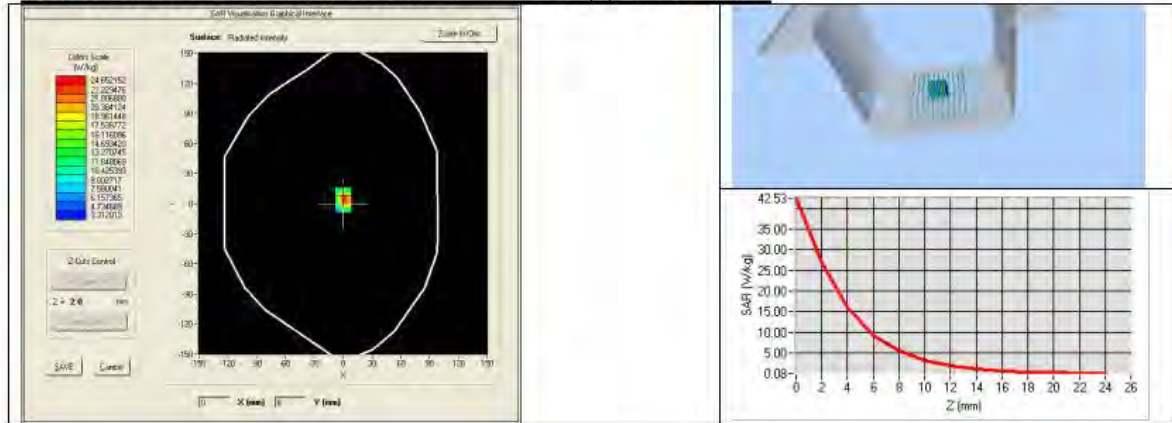 SAR Visualisation Graphical Interface
Surface: Radiated Intensity
Zoom In/Out
Colors Scale
(W/kg)
24.652152
23.229476
21.806800
20.384124
18.961448
17.538772
16.116096
14.693420
13.270745
11.848069
10.425393
9.002717
7.580041
6.157365
4.734689
3.312013
Z-Cuts Control
Z = 2.0 mm
SAVE
Cancel
150
120
90
60
30
0
-30
-60
-90
-120
-150
-150 -120 -90 -60 -30 0 30 60 90 120 150
X
X (mm)
Y (mm)
42.53
35.00
30.00
25.00
20.00
15.00
10.00
5.00
0.08
SAR (W/kg)
0 2 4 6 8 10 12 14 16 18 20 22 24 26
Z (mm)